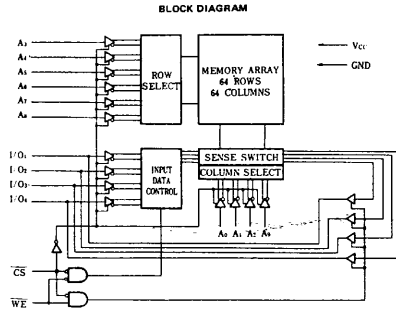 BLOCK DIAGRAM
A3
A4
A5
A6
A7
A8
ROW
SELECT
MEMORY ARRAY
64 ROWS
64 COLUMNS
VCC
GND
I/O1
I/O2
I/O3
I/O4
INPUT
DATA
CONTROL
SENSE SWITCH
COLUMN SELECT
A0 A1 A2 A9
CS
WE